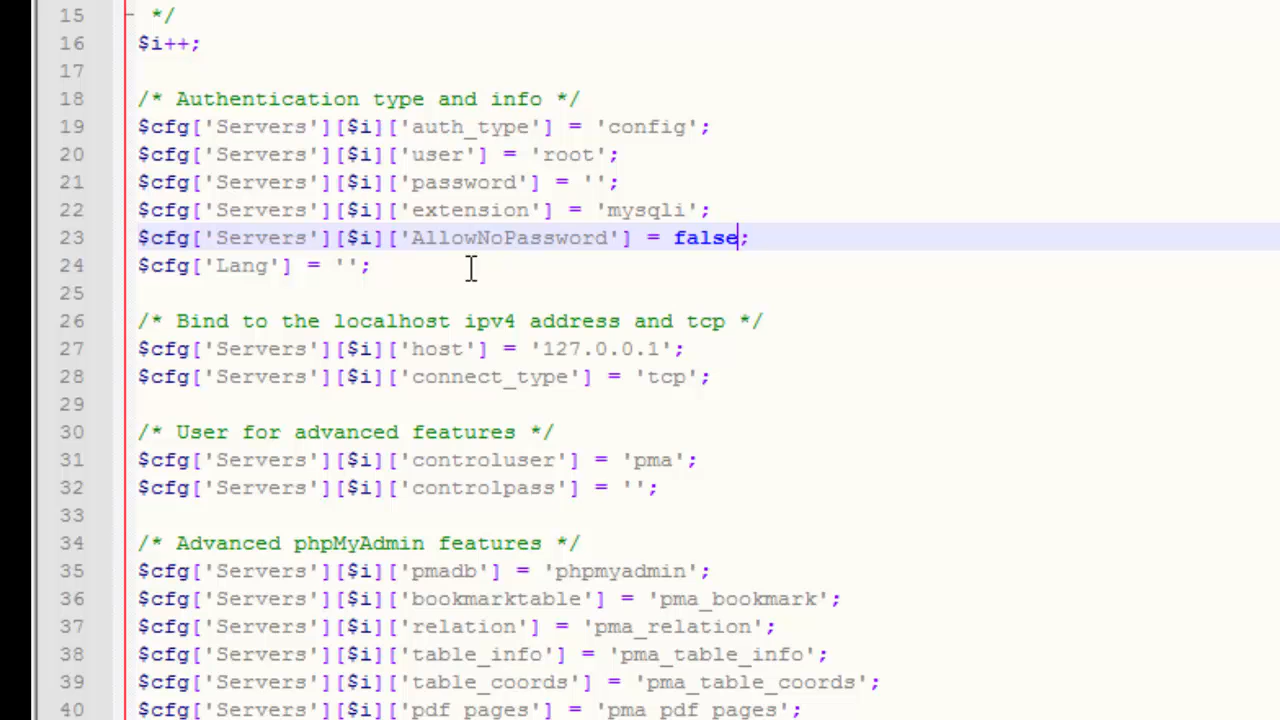 15 */
16 $i++;
17
18 /* Authentication type and info */
19 $cfg['Servers'][$i]['auth_type'] = 'config';
20 $cfg['Servers'][$i]['user'] = 'root';
21 $cfg['Servers'][$i]['password'] = '';
22 $cfg['Servers'][$i]['extension'] = 'mysqli';
23 $cfg['Servers'][$i]['AllowNoPassword'] = false;
24 $cfg['Lang'] = '';
25
26 /* Bind to the localhost ipv4 address and tcp */
27 $cfg['Servers'][$i]['host'] = '127.0.0.1';
28 $cfg['Servers'][$i]['connect_type'] = 'tcp';
29
30 /* User for advanced features */
31 $cfg['Servers'][$i]['controluser'] = 'pma';
32 $cfg['Servers'][$i]['controlpass'] = '';
33
34 /* Advanced phpMyAdmin features */
35 $cfg['Servers'][$i]['pmadb'] = 'phpmyadmin';
36 $cfg['Servers'][$i]['bookmarktable'] = 'pma_bookmark';
37 $cfg['Servers'][$i]['relation'] = 'pma_relation';
38 $cfg['Servers'][$i]['table_info'] = 'pma_table_info';
39 $cfg['Servers'][$i]['table_coords'] = 'pma_table_coords';
40 $cfg['Servers'][$i]['pdf_pages'] = 'pma_pdf_pages';